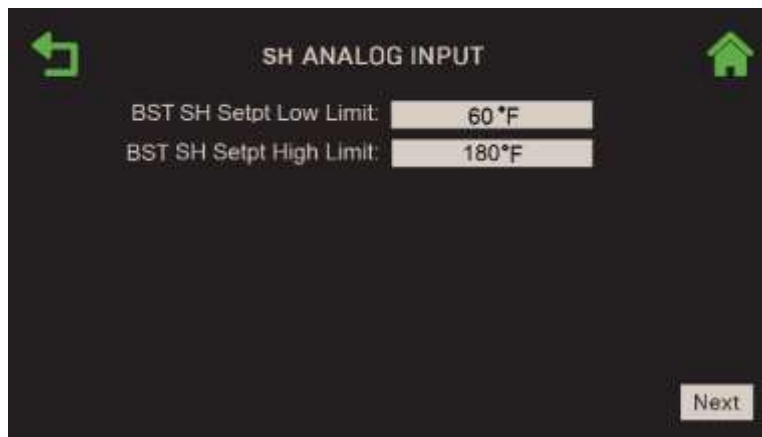 SH ANALOG INPUT
BST SH Setpt Low Limit: 60 °F
BST SH Setpt High Limit: 180°F
Next